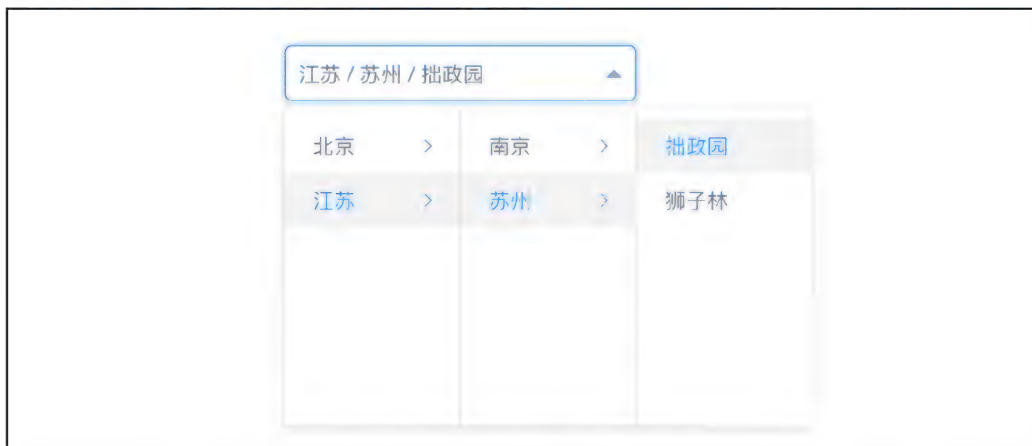 江苏 / 苏州 / 拙政园
北京 > 南京 > 拙政园
江苏 > 苏州 > 狮子林